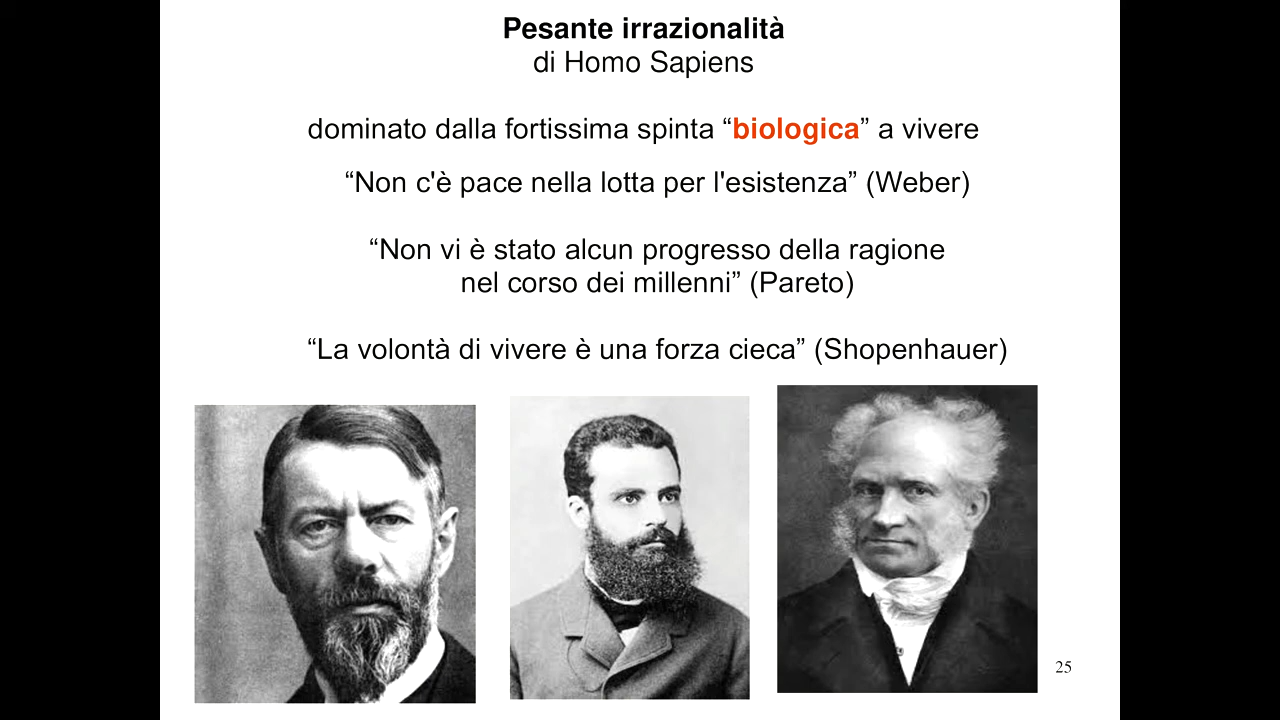 Pesante irrazionalità
di Homo Sapiens
dominato dalla fortissima spinta “biologica” a vivere
“Non c'è pace nella lotta per l'esistenza” (Weber)
“Non vi è stato alcun progresso della ragione
nel corso dei millenni” (Pareto)
“La volontà di vivere è una forza cieca” (Shopenhauer)
25